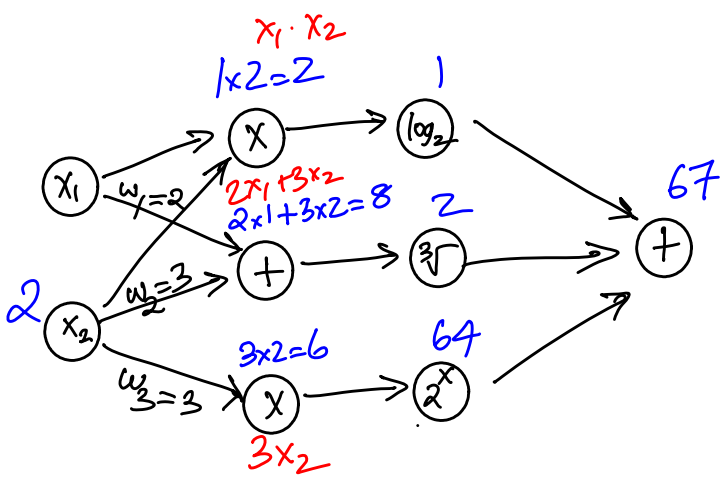 x₁ · x₂
1x2=2
1
x
log₂
x₁
w₁=2
2x₁+3x₂
2x1+3x2=8
2
67
+
∛
+
2
x₂
w₂=3
w₃=3
3x2=6
64
x
2ˣ
3x₂